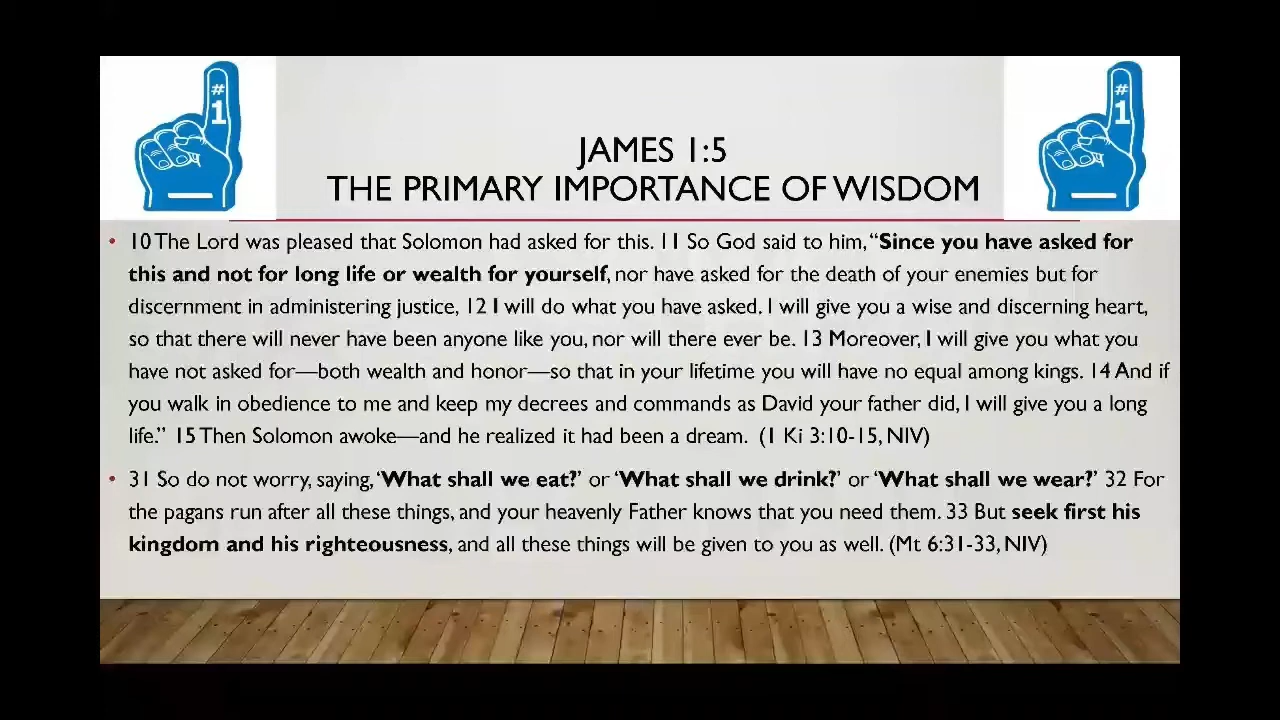 #1
#1
JAMES 1:5
THE PRIMARY IMPORTANCE OF WISDOM
• 10 The Lord was pleased that Solomon had asked for this. 11 So God said to him, “Since you have asked for
this and not for long life or wealth for yourself, nor have asked for the death of your enemies but for
discernment in administering justice, 12 I will do what you have asked. I will give you a wise and discerning heart,
so that there will never have been anyone like you, nor will there ever be. 13 Moreover, I will give you what you
have not asked for—both wealth and honor—so that in your lifetime you will have no equal among kings. 14 And if
you walk in obedience to me and keep my decrees and commands as David your father did, I will give you a long
life.” 15 Then Solomon awoke—and he realized it had been a dream. (1 Ki 3:10-15, NIV)
• 31 So do not worry, saying, ‘What shall we eat?’ or ‘What shall we drink?’ or ‘What shall we wear?’ 32 For
the pagans run after all these things, and your heavenly Father knows that you need them. 33 But seek first his
kingdom and his righteousness, and all these things will be given to you as well. (Mt 6:31-33, NIV)